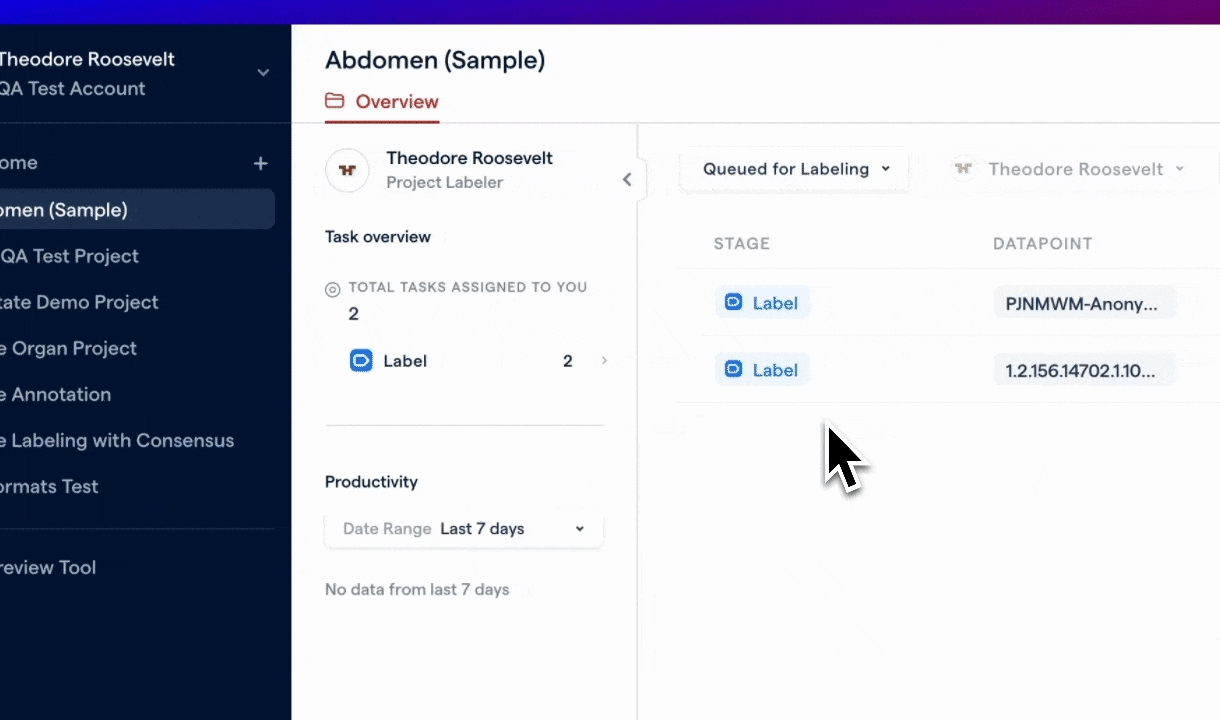 Theodore Roosevelt
QA Test Account
ome
+
omen (Sample)
QA Test Project
tate Demo Project
e Organ Project
e Annotation
e Labeling with Consensus
ormats Test
review Tool
Abdomen (Sample)
Overview
Theodore Roosevelt
Project Labeler
Task overview
TOTAL TASKS ASSIGNED TO YOU
2
Label 2
Productivity
Date Range Last 7 days
No data from last 7 days
Queued for Labeling Theodore Roosevelt
STAGE DATAPOINT
Label PJNMWM-Anony...
Label 1.2.156.14702.1.10...